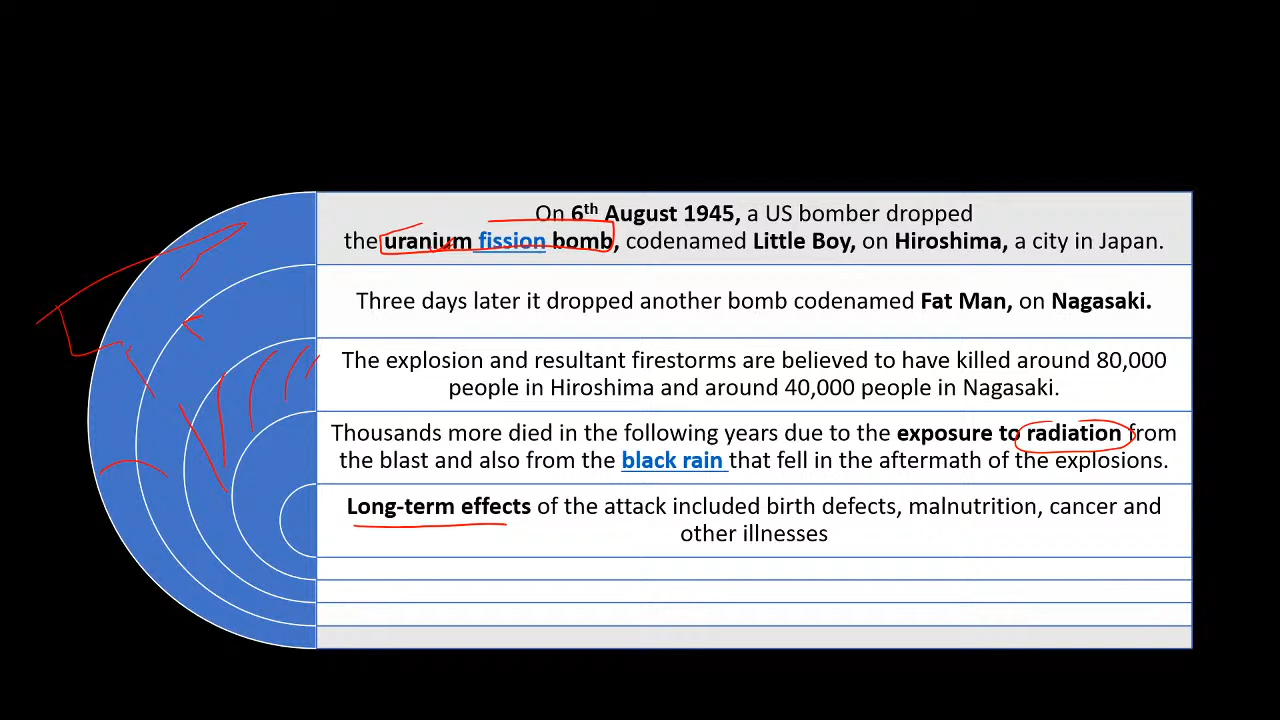 On 6th August 1945, a US bomber dropped
the uranium fission bomb, codenamed Little Boy, on Hiroshima, a city in Japan.
Three days later it dropped another bomb codenamed Fat Man, on Nagasaki.
The explosion and resultant firestorms are believed to have killed around 80,000
people in Hiroshima and around 40,000 people in Nagasaki.
Thousands more died in the following years due to the exposure to radiation from
the blast and also from the black rain that fell in the aftermath of the explosions.
Long-term effects of the attack included birth defects, malnutrition, cancer and
other illnesses